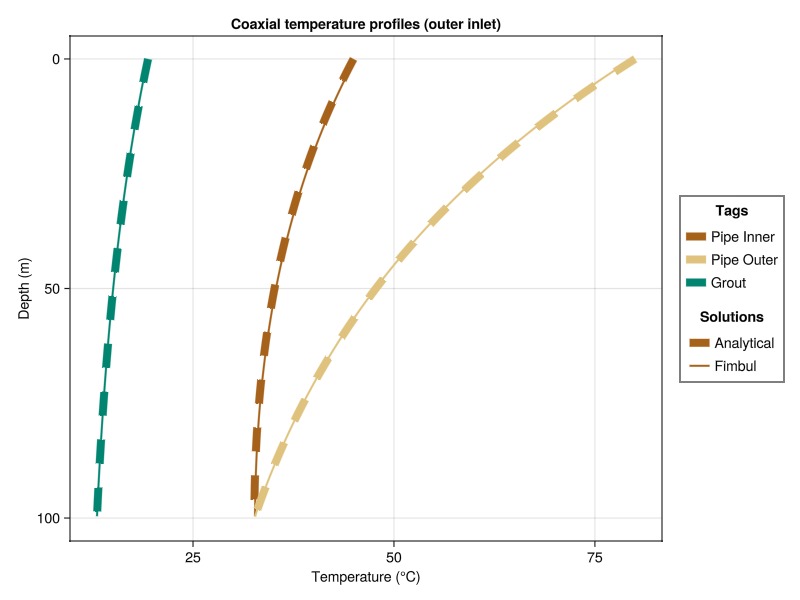 Coaxial temperature profiles (outer inlet)
0
50
100
Depth (m)
25
50
75
Temperature (°C)
Tags
Pipe Inner
Pipe Outer
Grout
Solutions
Analytical
Fimbul